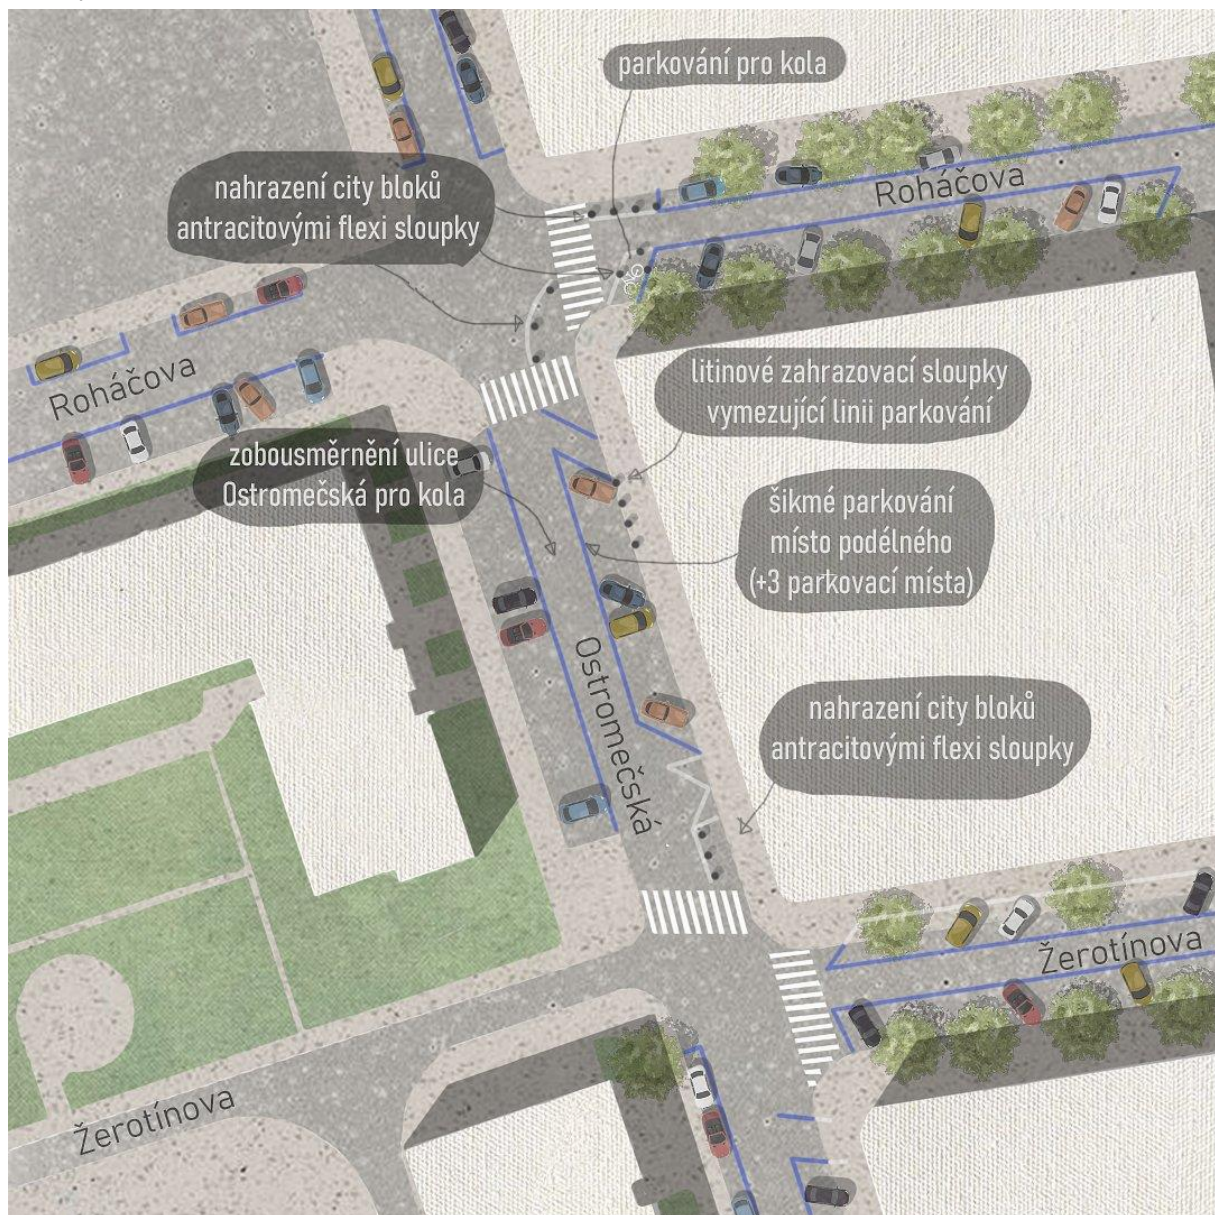 parkování pro kola
nahrazení city bloků
antracitovými flexi sloupky
Roháčova
Roháčova
litinové zahrazovací sloupky
vymezující linii parkování
zobousměrnění ulice
Ostromečská pro kola
šikmé parkování
místo podélného
(+3 parkovací místa)
Ostromečská
nahrazení city bloků
antracitovými flexi sloupky
Žerotínova
Žerotínova